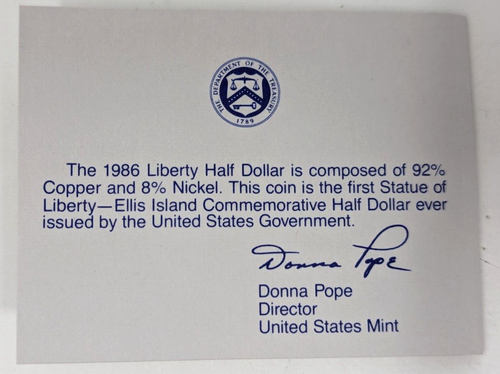 THE DEPARTMENT OF THE TREASURY
1789
The 1986 Liberty Half Dollar is composed of 92%
Copper and 8% Nickel. This coin is the first Statue of
Liberty—Ellis Island Commemorative Half Dollar ever
issued by the United States Government.
Donna Pope
Donna Pope
Director
United States Mint